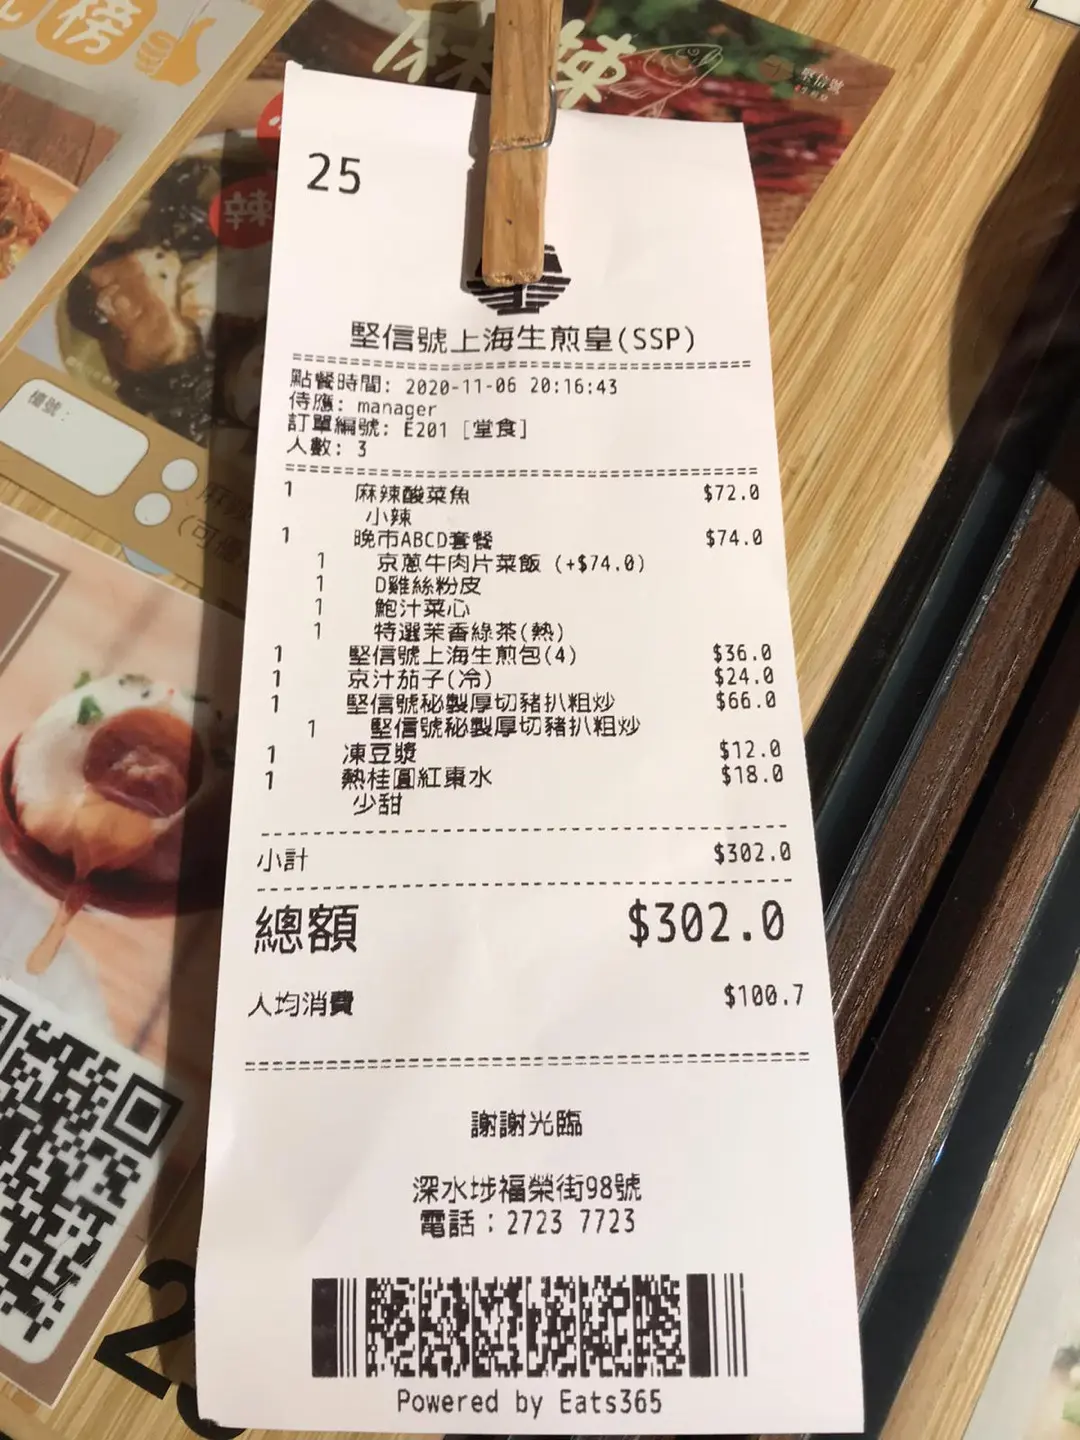 榜
麻辣
堅信號
辣
檯號：
25
堅信號上海生煎皇(SSP)
點餐時間: 2020-11-06 20:16:43
侍應: manager
訂單編號: E201 [堂食]
人數: 3
1 麻辣酸菜魚 $72.0
小辣
1 晚市ABCD套餐 $74.0
1 京蔥牛肉片菜飯 (+$74.0)
1 D雞絲粉皮
1 鮑汁菜心
1 特選茉香綠茶(熱)
1 堅信號上海生煎包(4) $36.0
1 京汁茄子(冷) $24.0
1 堅信號秘製厚切豬扒粗炒 $66.0
1 堅信號秘製厚切豬扒粗炒
1 凍豆漿 $12.0
1 熱桂圓紅棗水 $18.0
少甜
小計 $302.0
總額 $302.0
人均消費 $100.7
謝謝光臨
深水埗福榮街98號
電話：2723 7723
Powered by Eats365